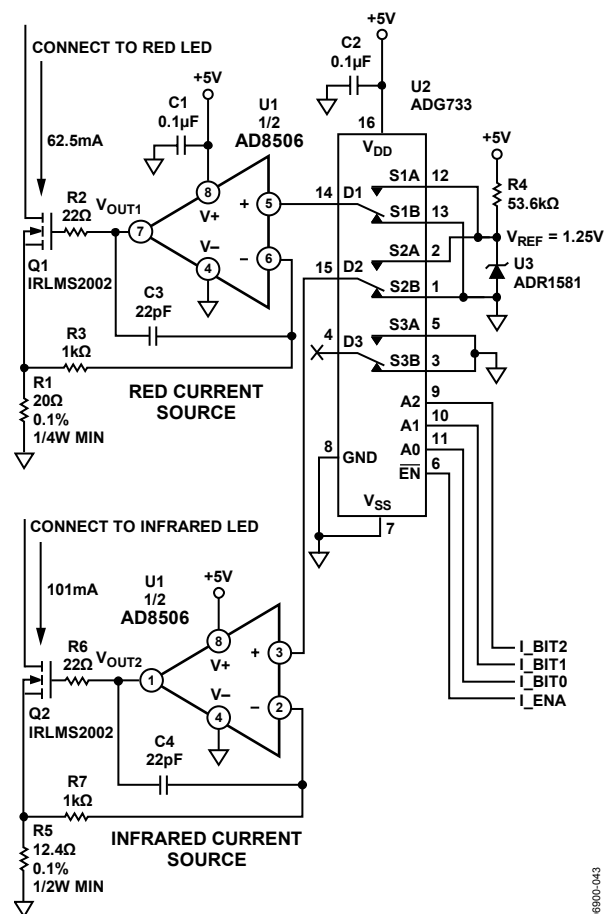 CONNECT TO RED LED
62.5mA
R2
22Ω
VOUT1
Q1
IRLMS2002
C1
0.1µF
+5V
U1
1/2
AD8506
8
V+
7
V–
4
+
5
–
6
C3
22pF
R3
1kΩ
R1
20Ω
0.1%
1/4W MIN
RED CURRENT
SOURCE
C2
0.1µF
+5V
U2
ADG733
16
VDD
14 D1
S1A 12
S1B 13
15 D2
S2A 2
S2B 1
4 D3
S3A 5
S3B 3
A2 9
A1 10
A0 11
EN 6
8 GND
VSS
7
+5V
R4
53.6kΩ
VREF = 1.25V
U3
ADR1581
CONNECT TO INFRARED LED
101mA
R6
22Ω
VOUT2
Q2
IRLMS2002
U1
1/2
AD8506
+5V
8
V+
1
V–
4
+
3
–
2
C4
22pF
R7
1kΩ
R5
12.4Ω
0.1%
1/2W MIN
INFRARED CURRENT
SOURCE
I_BIT2
I_BIT1
I_BIT0
I_ENA
6900-043